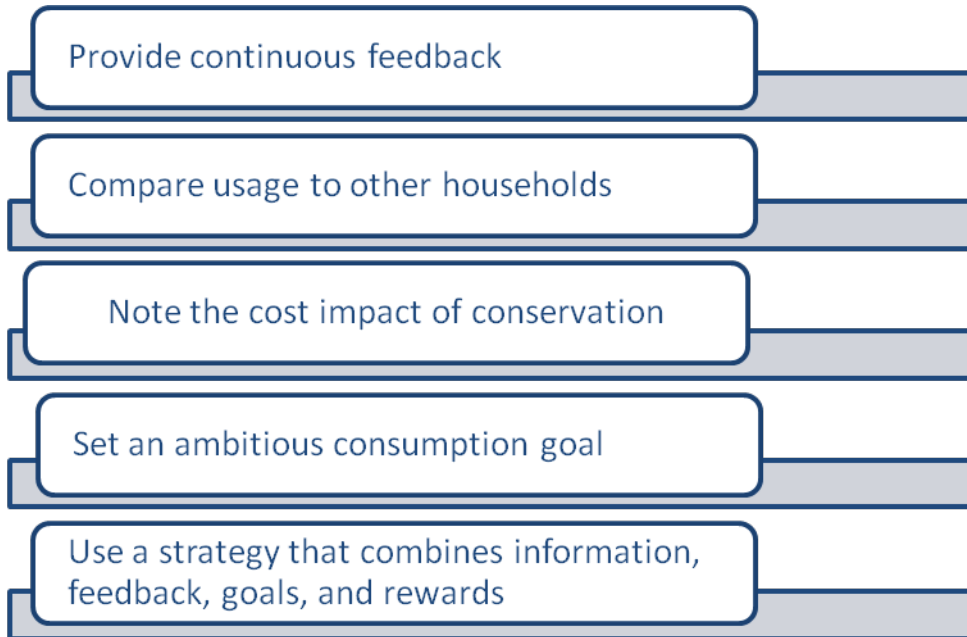 Provide continuous feedback
Compare usage to other households
Note the cost impact of conservation
Set an ambitious consumption goal
Use a strategy that combines information,
feedback, goals, and rewards